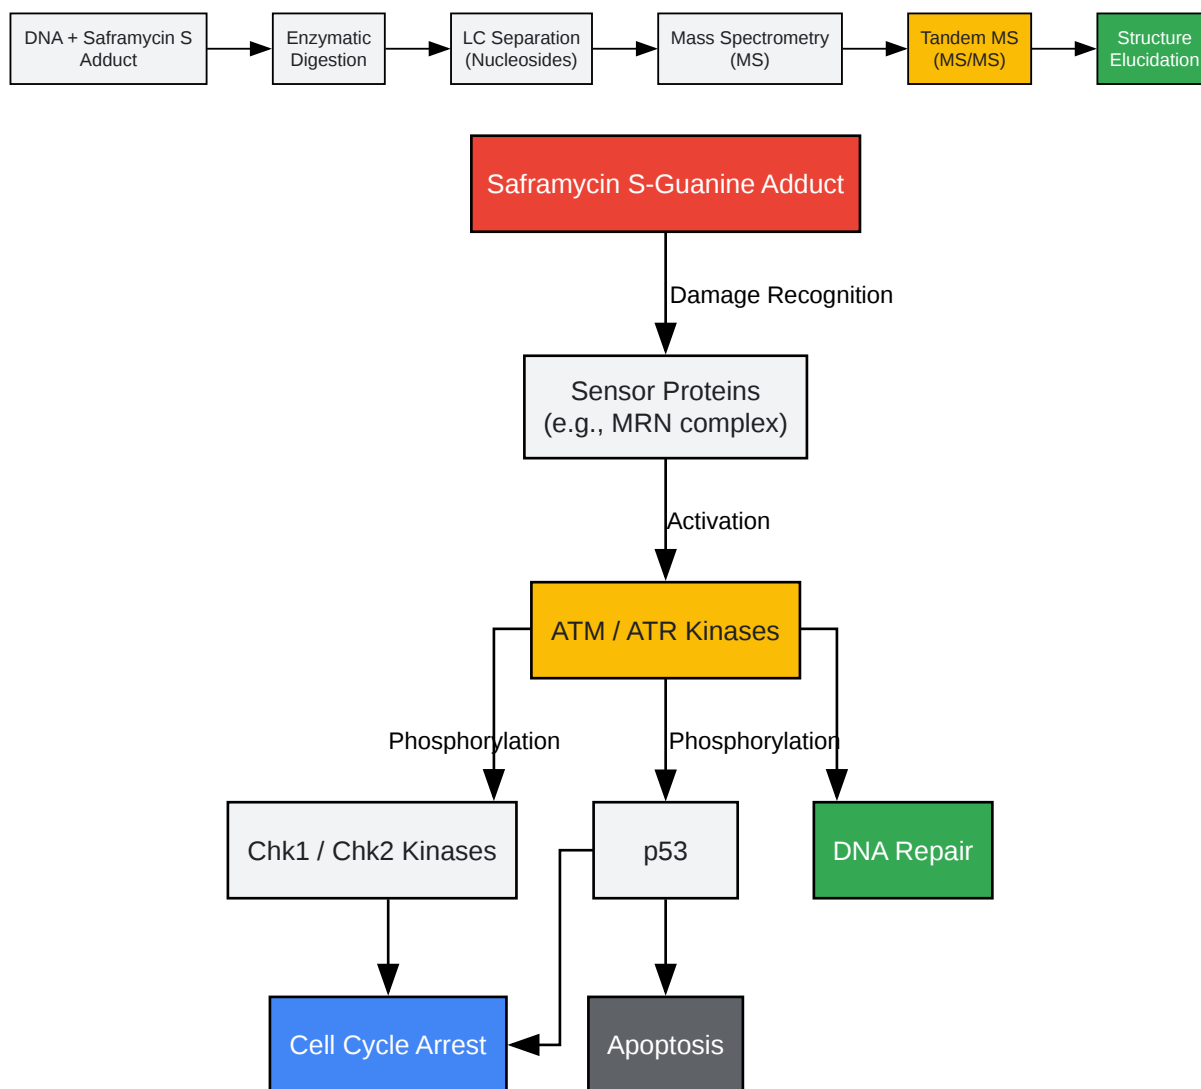 DNA + Saframycin S
Adduct
Enzymatic
Digestion
LC Separation
(Nucleosides)
Mass Spectrometry
(MS)
Tandem MS
(MS/MS)
Structure
Elucidation
Saframycin S-Guanine Adduct
Damage Recognition
Sensor Proteins
(e.g., MRN complex)
Activation
ATM / ATR Kinases
Phosphorylation
Phosphorylation
Chk1 / Chk2 Kinases
p53
DNA Repair
Cell Cycle Arrest
Apoptosis